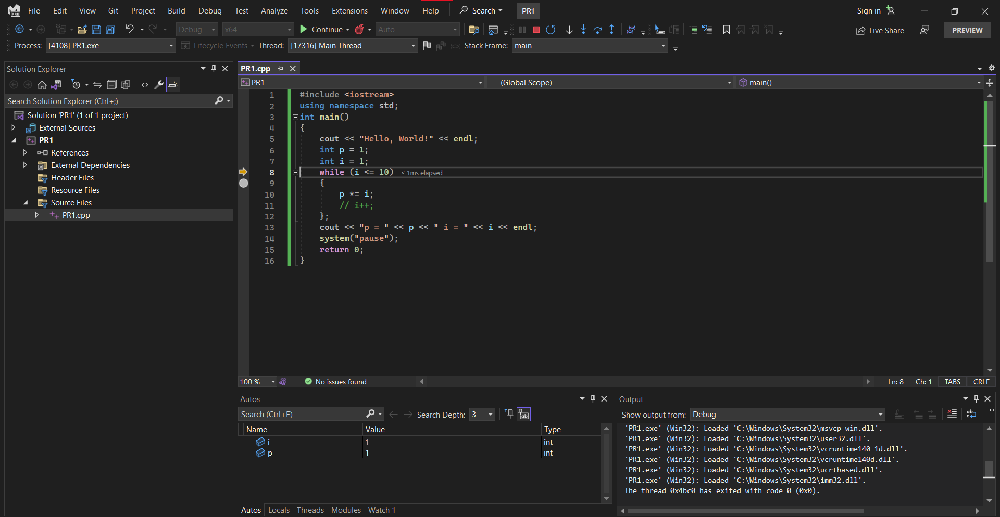 File Edit View Git Project Build Debug Test Analyze Tools Extensions Window Help Search PR1 Sign in
PRE
Debug x64 Continue Auto Live Share PREVIEW
Process: [4108] PR1.exe Lifecycle Events Thread: [17316] Main Thread Stack Frame: main
Solution Explorer
Search Solution Explorer (Ctrl+;)
Solution 'PR1' (1 of 1 project)
External Sources
PR1
References
External Dependencies
Header Files
Resource Files
Source Files
PR1.cpp
PR1.cpp
PR1 (Global Scope) main()
1 #include <iostream>
2 using namespace std;
3 int main()
4 {
5 cout << "Hello, World!" << endl;
6 int p = 1;
7 int i = 1;
8 while (i <= 10) ≤ 1ms elapsed
9 {
10 p *= i;
11 // i++;
12 };
13 cout << "p = " << p << " i = " << i << endl;
14 system("pause");
15 return 0;
16 }
100 % No issues found Ln: 8 Ch: 1 TABS CRLF
Autos
Search (Ctrl+E) Search Depth: 3
Name Value Type
i 1 int
p 1 int
Autos Locals Threads Modules Watch 1
Output
Show output from: Debug
'PR1.exe' (Win32): Loaded 'C:\Windows\System32\msvcp_win.dll'.
'PR1.exe' (Win32): Loaded 'C:\Windows\System32\user32.dll'.
'PR1.exe' (Win32): Loaded 'C:\Windows\System32\vcruntime140_1d.dll'.
'PR1.exe' (Win32): Loaded 'C:\Windows\System32\vcruntime140d.dll'.
'PR1.exe' (Win32): Loaded 'C:\Windows\System32\ucrtbased.dll'.
'PR1.exe' (Win32): Loaded 'C:\Windows\System32\imm32.dll'.
The thread 0x4bc0 has exited with code 0 (0x0).